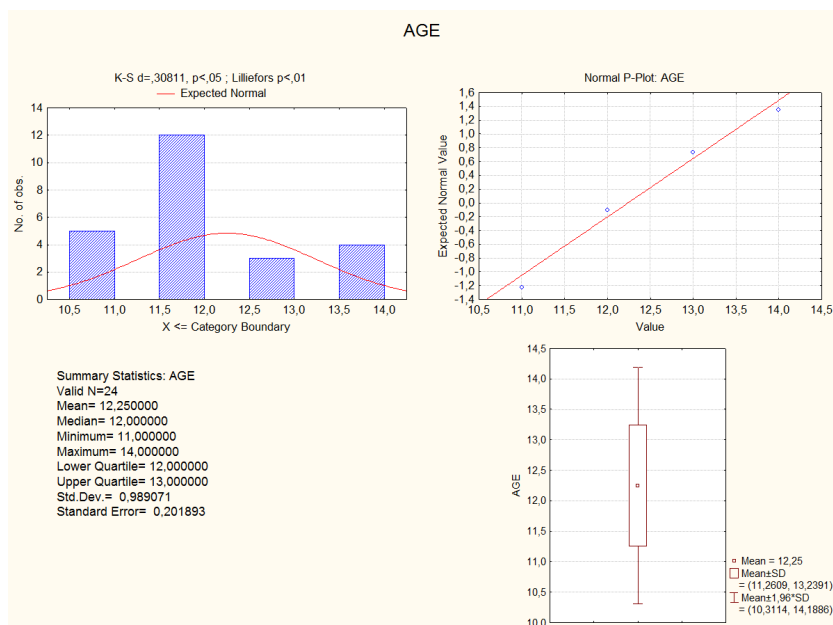 AGE
K-S d=,30811, p<,05 ; Lilliefors p<,01
Expected Normal
14
12
10
8
6
4
2
0
No. of obs.
10,5 11,0 11,5 12,0 12,5 13,0 13,5 14,0
X <= Category Boundary
Normal P-Plot: AGE
1,6
1,4
1,2
1,0
0,8
0,6
0,4
0,2
0,0
-0,2
-0,4
-0,6
-0,8
-1,0
-1,2
-1,4
Expected Normal Value
10,5 11,0 11,5 12,0 12,5 13,0 13,5 14,0 14,5
Value
Summary Statistics: AGE
Valid N=24
Mean= 12,250000
Median= 12,000000
Minimum= 11,000000
Maximum= 14,000000
Lower Quartile= 12,000000
Upper Quartile= 13,000000
Std.Dev.= 0,989071
Standard Error= 0,201893
14,5
14,0
13,5
13,0
12,5
12,0
11,5
11,0
10,5
10,0
AGE
Mean = 12,25
Mean±SD
= (11,2609, 13,2391)
Mean±1,96*SD
= (10,3114, 14,1886)